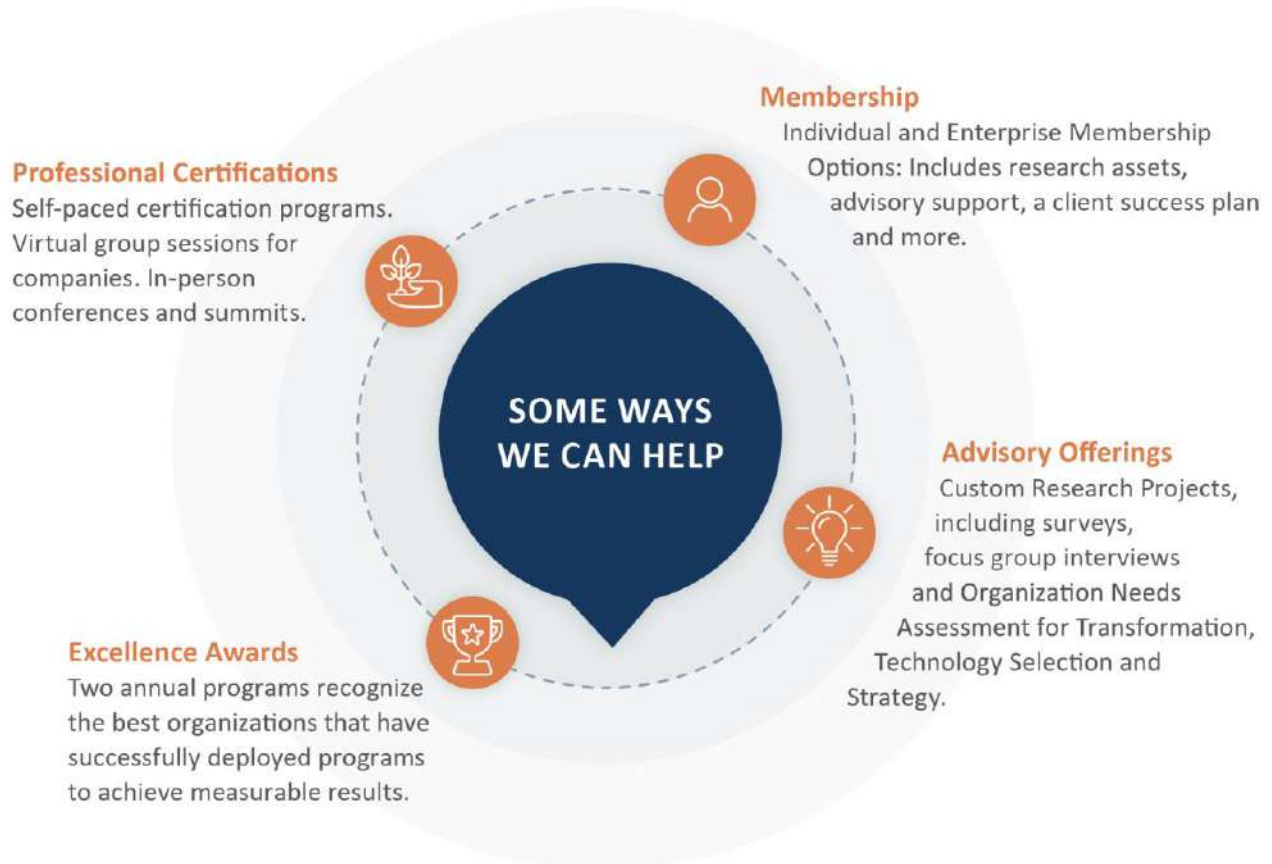 SOME WAYS
WE CAN HELP
Professional Certifications
Self-paced certification programs.
Virtual group sessions for
companies. In-person
conferences and summits.
Membership
Individual and Enterprise Membership
Options: Includes research assets,
advisory support, a client success plan
and more.
Advisory Offerings
Custom Research Projects,
including surveys,
focus group interviews
and Organization Needs
Assessment for Transformation,
Technology Selection and
Strategy.
Excellence Awards
Two annual programs recognize
the best organizations that have
successfully deployed programs
to achieve measurable results.